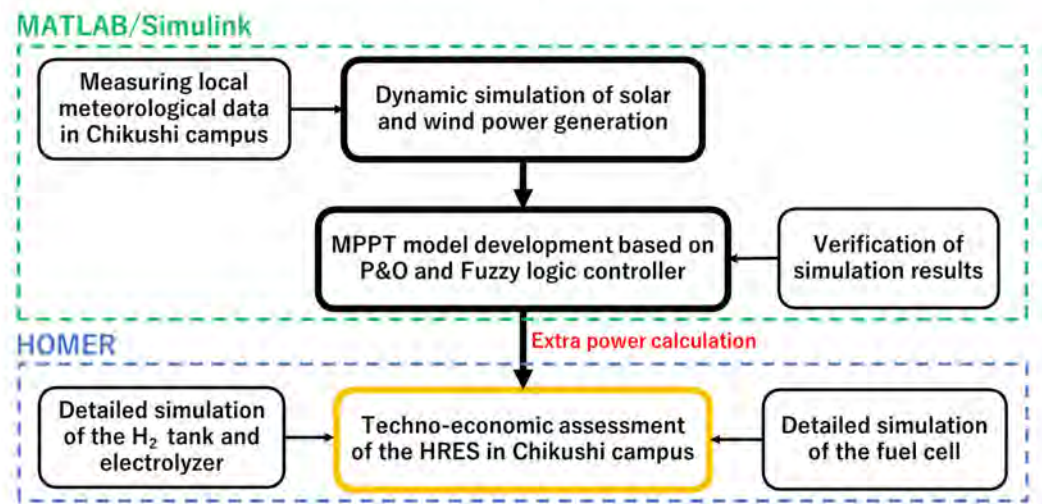 MATLAB/Simulink
Measuring local
meteorological data
in Chikushi campus
Dynamic simulation of solar
and wind power generation
MPPT model development based on
P&O and Fuzzy logic controller
Verification of
simulation results
Extra power calculation
HOMER
Detailed simulation
of the H₂ tank and
electrolyzer
Techno-economic assessment
of the HRES in Chikushi campus
Detailed simulation
of the fuel cell